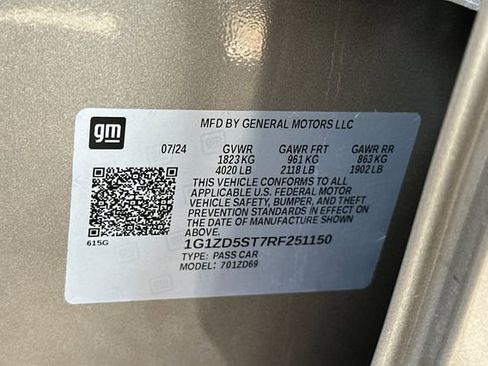 gm
MFD BY GENERAL MOTORS LLC
07/24 GVWR GAWR FRT GAWR RR
1823 KG 961 KG 863 KG
4020 LB 2118 LB 1902 LB
THIS VEHICLE CONFORMS TO ALL
APPLICABLE U.S. FEDERAL MOTOR
VEHICLE SAFETY, BUMPER, AND THEFT
PREVENTION STANDARDS IN EFFECT ON
THE DATE OF MANUFACTURE SHOWN
ABOVE.
615G
1G1ZD5ST7RF251150
TYPE: PASS CAR
MODEL: 701ZD69